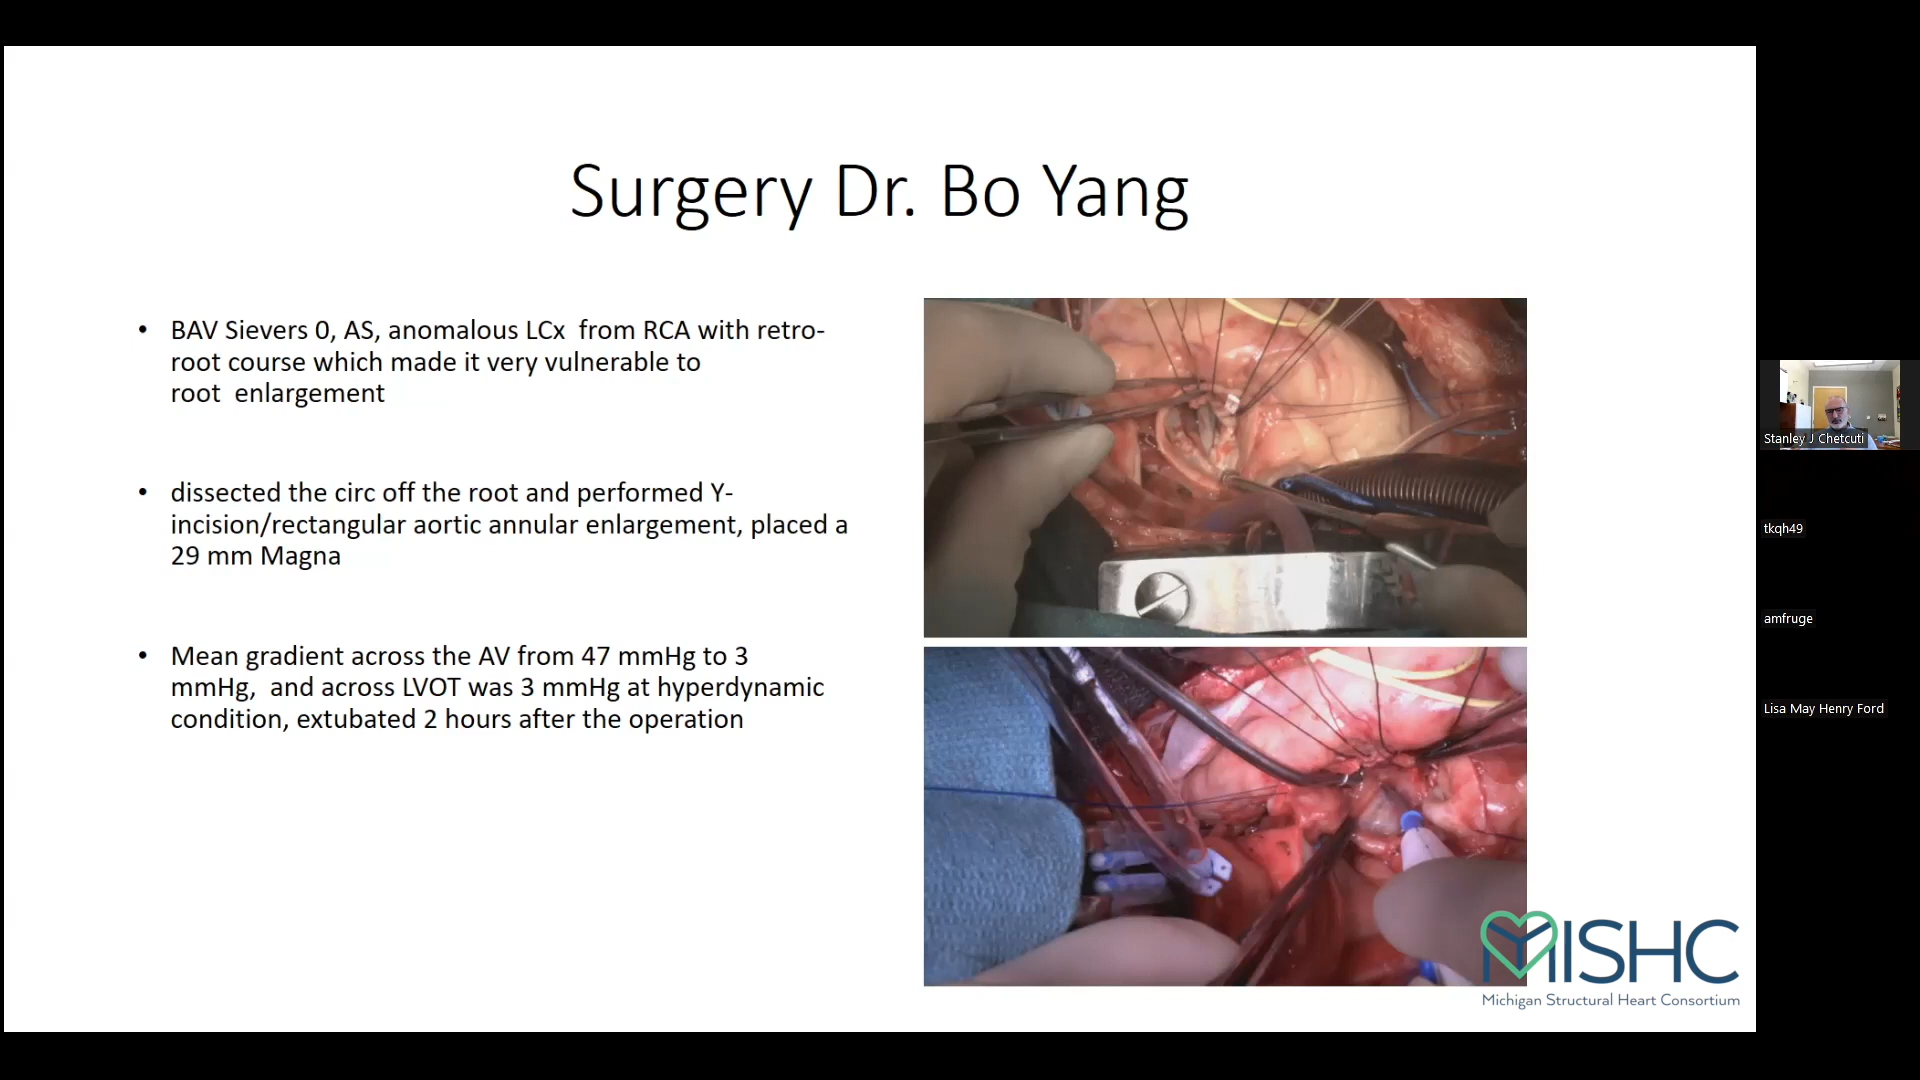 Surgery Dr. Bo Yang
• BAV Sievers 0, AS, anomalous LCx  from RCA with retro-
root course which made it very vulnerable to
root  enlargement
• dissected the circ off the root and performed Y-
incision/rectangular aortic annular enlargement, placed a
29 mm Magna
• Mean gradient across the AV from 47 mmHg to 3
mmHg,  and across LVOT was 3 mmHg at hyperdynamic
condition, extubated 2 hours after the operation
MISHC
Michigan Structural Heart Consortium
Stanley J Chetcuti
tkqh49
amfruge
Lisa May Henry Ford